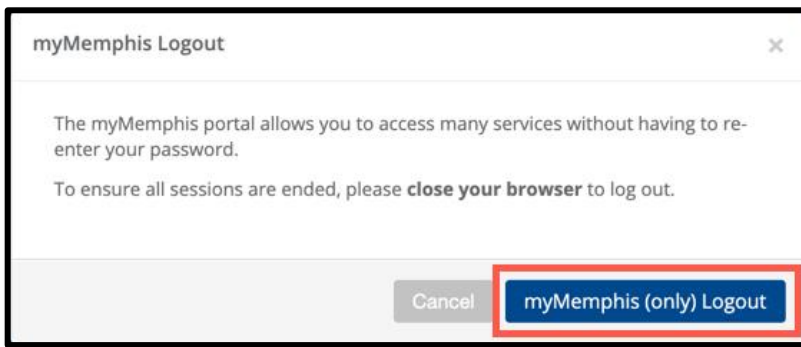 myMemphis Logout ×
The myMemphis portal allows you to access many services without having to re-
enter your password.
To ensure all sessions are ended, please close your browser to log out.
Cancel myMemphis (only) Logout